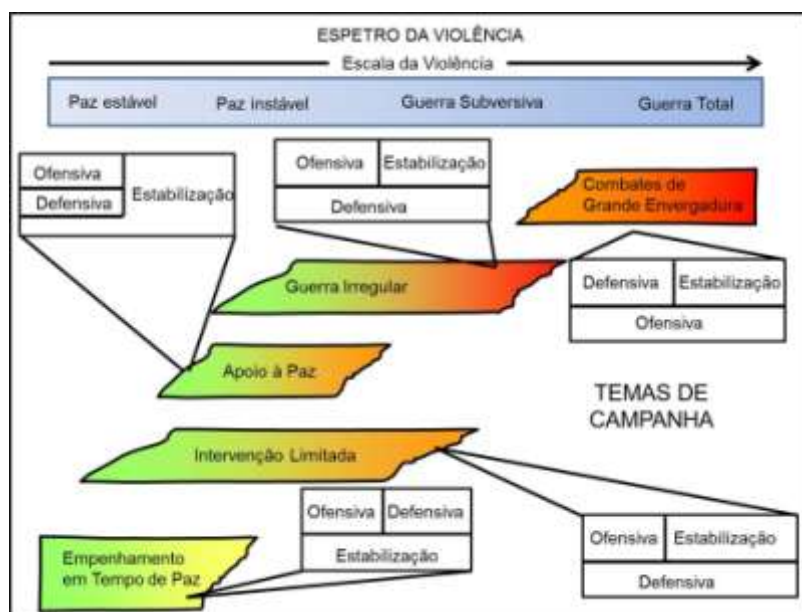 ESPETRO DA VIOLÊNCIA
Escala da Violência
Paz estável Paz instável Guerra Subversiva Guerra Total
Ofensiva
Defensiva
Estabilização
Ofensiva Estabilização
Defensiva
Combates de
Grande Envergadura
Guerra Irregular
Defensiva Estabilização
Ofensiva
Apoio à Paz
TEMAS DE
CAMPANHA
Intervenção Limitada
Ofensiva Defensiva
Estabilização
Ofensiva Estabilização
Defensiva
Empenhamento
em Tempo de Paz